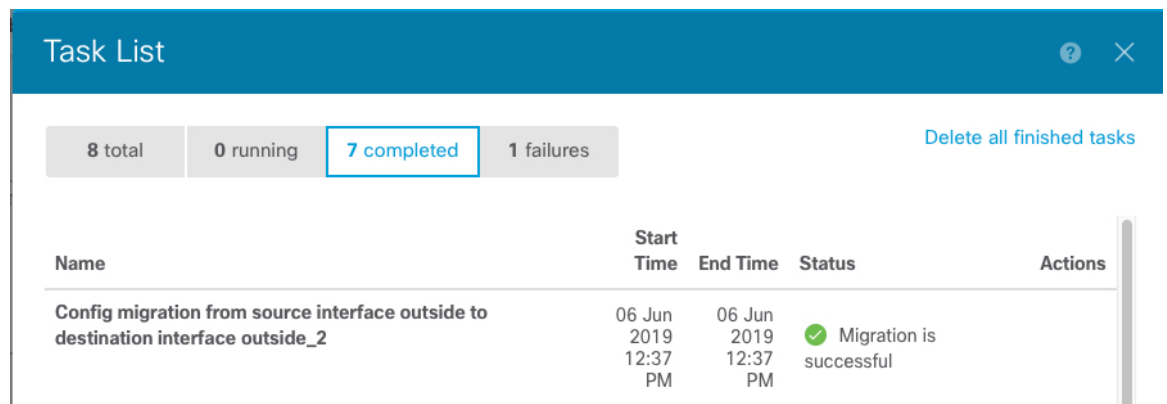 Task List
8 total 0 running 7 completed 1 failures Delete all finished tasks
Start
Name Time End Time Status Actions
Config migration from source interface outside to 06 Jun 06 Jun
destination interface outside_2 2019 2019 Migration is
12:37 12:37 successful
PM PM